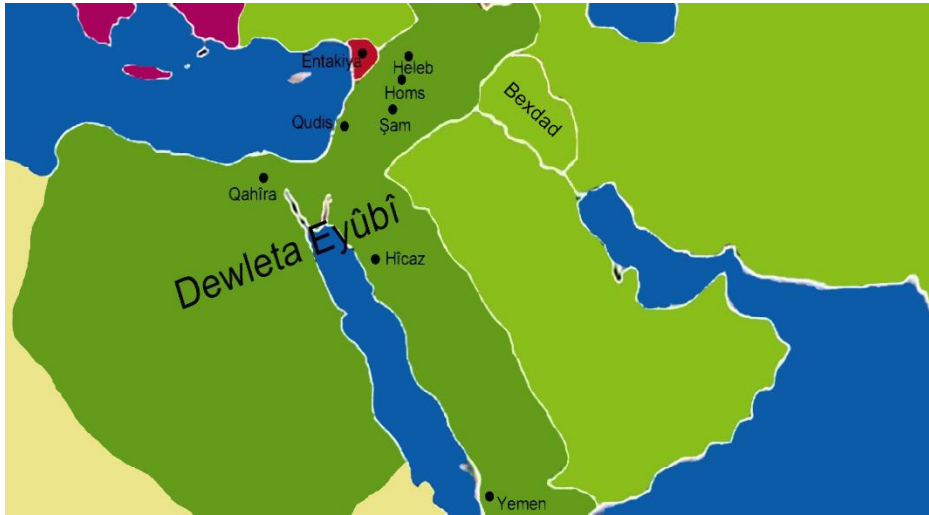 Entakiya
Heleb
Homs
Şam
Qudis
Bexdad
Qahîra
Dewleta Eyûbî
Hîcaz
Yemen